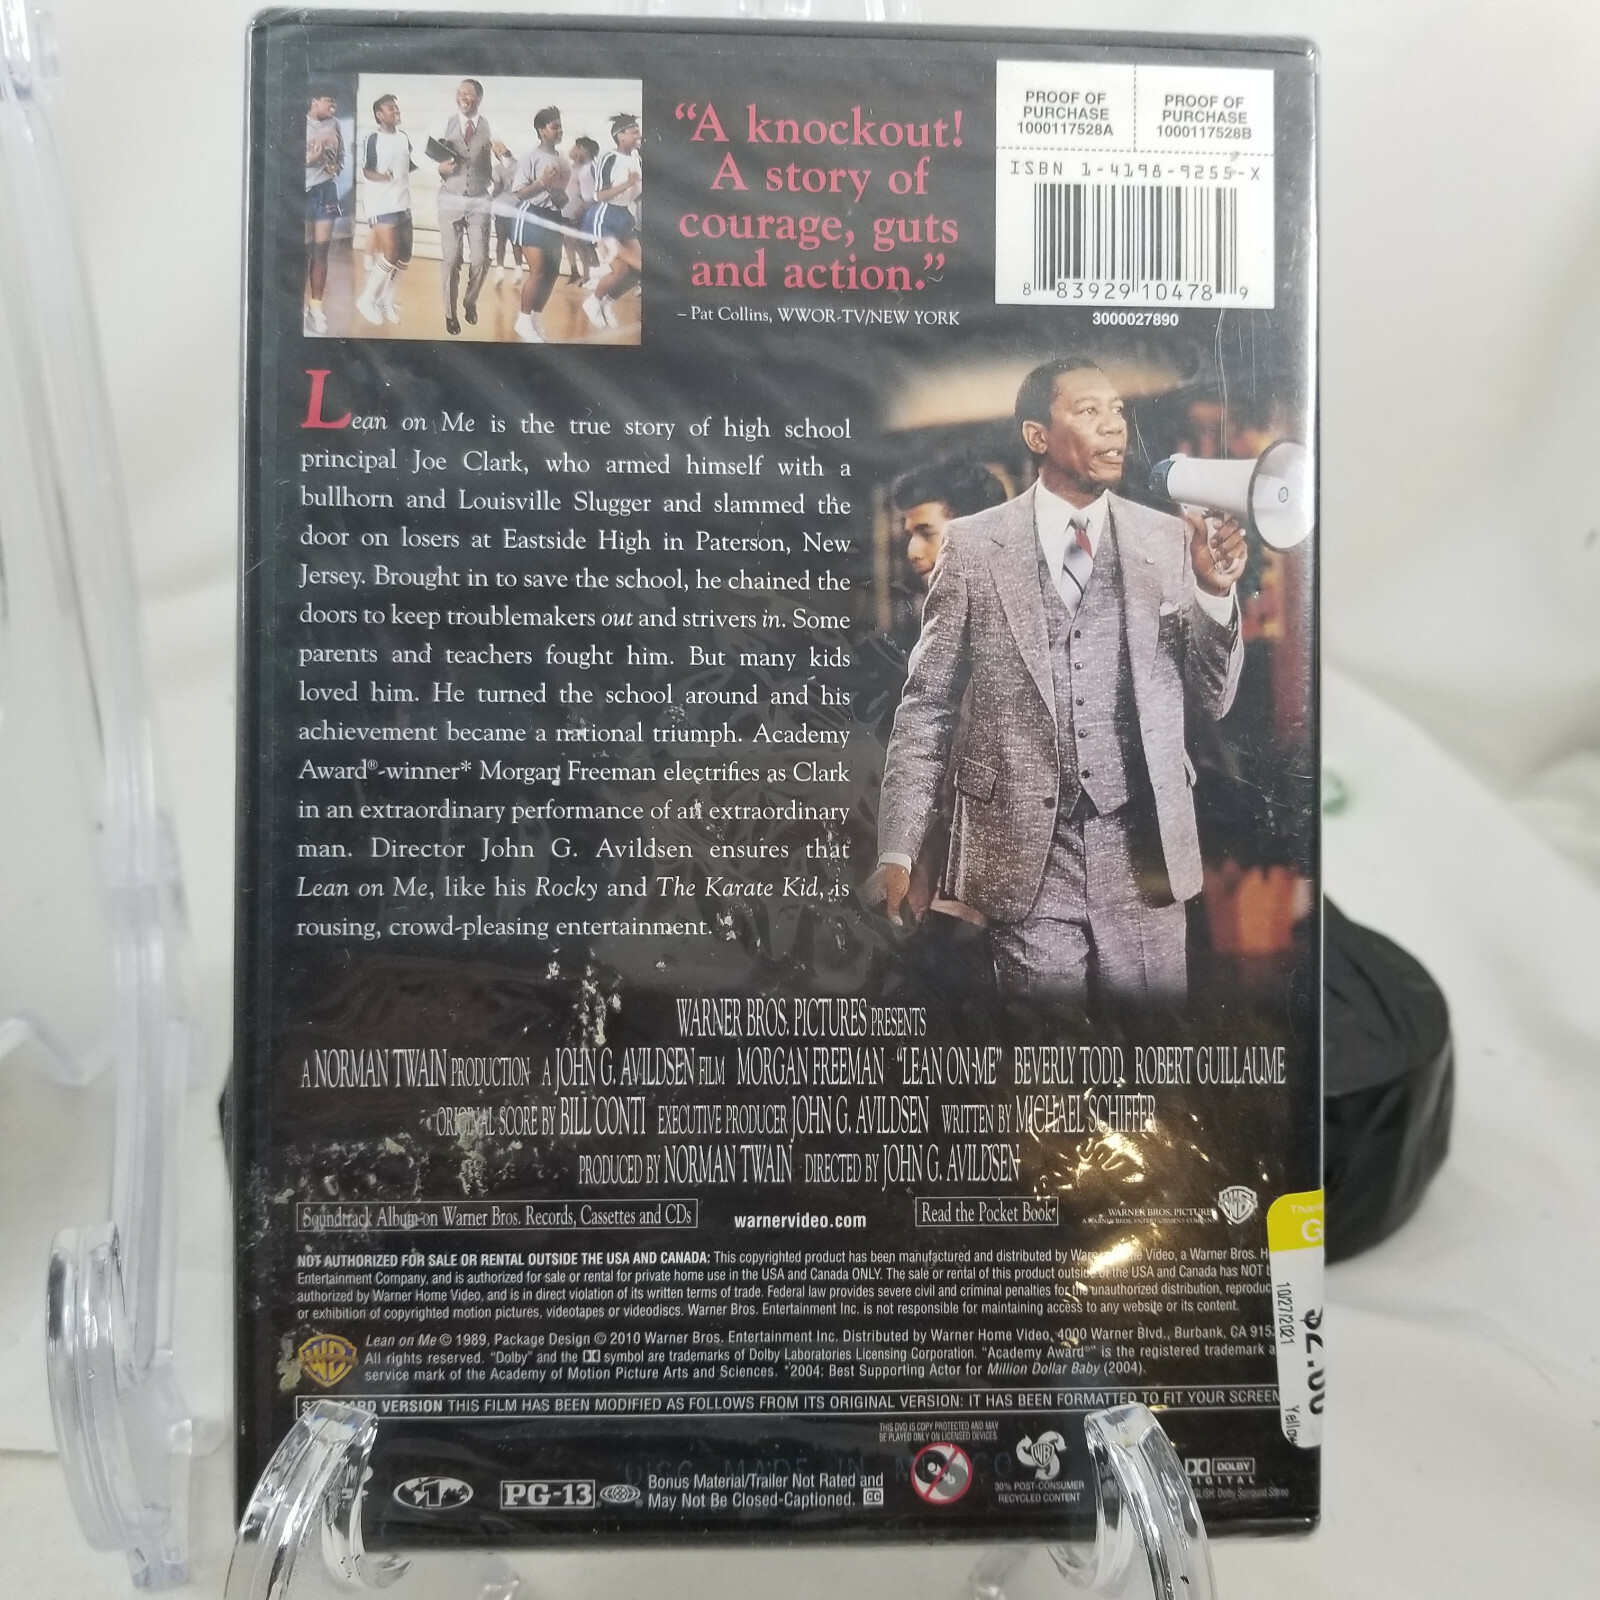 “A knockout!
A story of
courage, guts
and action.”
– Pat Collins, WWOR-TV/NEW YORK
PROOF OF
PURCHASE
1000117528A
PROOF OF
PURCHASE
1000117528B
ISBN 1-4198-9255-X
8 83929 10478 9
3000027890
Lean on Me is the true story of high school
principal Joe Clark, who armed himself with a
bullhorn and Louisville Slugger and slammed the
door on losers at Eastside High in Paterson, New
Jersey. Brought in to save the school, he chained the
doors to keep troublemakers out and strivers in. Some
parents and teachers fought him. But many kids
loved him. He turned the school around and his
achievement became a national triumph. Academy
Award®-winner* Morgan Freeman electrifies as Clark
in an extraordinary performance of an extraordinary
man. Director John G. Avildsen ensures that
Lean on Me, like his Rocky and The Karate Kid, is
rousing, crowd-pleasing entertainment.
WARNER BROS. PICTURES PRESENTS
A NORMAN TWAIN PRODUCTION A JOHN G. AVILDSEN FILM MORGAN FREEMAN “LEAN ON ME” BEVERLY TODD ROBERT GUILLAUME
ORIGINAL SCORE BY BILL CONTI EXECUTIVE PRODUCER JOHN G. AVILDSEN WRITTEN BY MICHAEL SCHIFFER
PRODUCED BY NORMAN TWAIN DIRECTED BY JOHN G. AVILDSEN
Soundtrack Album on Warner Bros. Records, Cassettes and CDs
warnervideo.com
Read the Pocket Book
WARNER BROS. PICTURES
NOT AUTHORIZED FOR SALE OR RENTAL OUTSIDE THE USA AND CANADA: This copyrighted product has been manufactured and distributed by Video, a Warner Bros.
Entertainment Company, and is authorized for sale or rental for private home use in the USA and Canada ONLY. The sale or rental of this product outside of the USA and Canada has NOT
authorized by Warner Home Video, and is in direct violation of its written terms of trade. Federal law provides severe civil and criminal penalties for the unauthorized distribution, reproduc
or exhibition of copyrighted motion pictures, videotapes or videodiscs. Warner Bros. Entertainment Inc. is not responsible for maintaining access to any website or its content.
Lean on Me © 1989, Package Design © 2010 Warner Bros. Entertainment Inc. Distributed by Warner Home Video, 4000 Warner Blvd., Burbank, CA 915
All rights reserved. “Dolby” and the symbol are trademarks of Dolby Laboratories Licensing Corporation. “Academy Award®” is the registered trademark a
service mark of the Academy of Motion Picture Arts and Sciences. *2004: Best Supporting Actor for Million Dollar Baby (2004).
VERSION THIS FILM HAS BEEN MODIFIED AS FOLLOWS FROM ITS ORIGINAL VERSION: IT HAS BEEN FORMATTED TO FIT YOUR SCREEN
THIS DVD IS COPY PROTECTED AND MAY
BE PLAYED ONLY ON LICENSED DEVICES
1
PG-13
Bonus Material/Trailer Not Rated and
May Not Be Closed-Captioned. CC
30% POST-CONSUMER
RECYCLED CONTENT
DOLBY
DIGITAL
Dolby Surround Stereo
10/27/2021